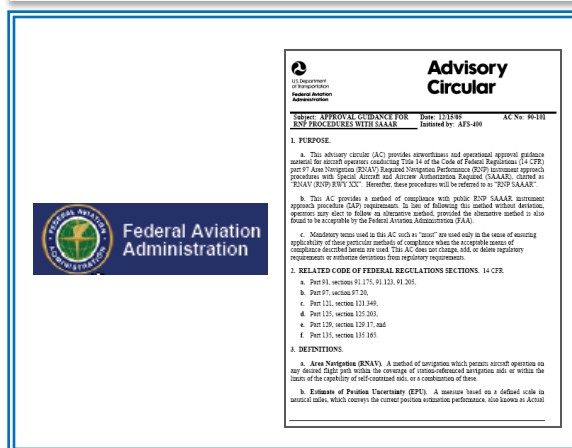 Federal Aviation
Administration
U.S. Department
of Transportation
Federal Aviation
Administration
Advisory
Circular
Subject: APPROVAL GUIDANCE FOR
RNP PROCEDURES WITH SAAAR
Date: 12/15/05
Initiated by: AFS-400
AC No: 90-101
1. PURPOSE.
a. This advisory circular (AC) provides airworthiness and operational approval guidance
material for aircraft operators conducting Title 14 of the Code of Federal Regulations (14 CFR)
part 97 Area Navigation (RNAV) Required Navigation Performance (RNP) instrument approach
procedures with Special Aircraft and Aircrew Authorization Required (SAAAR), charted as
"RNAV (RNP) RWY XX". Hereafter, these procedures will be referred to as "RNP SAAAR".
b. This AC provides a method of compliance with public RNP SAAAR instrument
approach procedure (IAP) requirements. In lieu of following this method without deviation,
operators may elect to follow an alternative method, provided the alternative method is also
found to be acceptable by the Federal Aviation Administration (FAA).
c. Mandatory terms used in this AC such as "must" are used only in the sense of ensuring
applicability of these particular methods of compliance when the acceptable means of
compliance described herein are used. This AC does not change, add, or delete regulatory
requirements or authorize deviations from regulatory requirements.
2. RELATED CODE OF FEDERAL REGULATIONS SECTIONS. 14 CFR
a. Part 91, sections 91.175, 91.123, 91.205,
b. Part 97, section 97.20,
c. Part 121, section 121.349,
d. Part 125, section 125.203,
e. Part 129, section 129.17, and
f. Part 135, section 135.165.
3. DEFINITIONS.
a. Area Navigation (RNAV). A method of navigation which permits aircraft operation on
any desired flight path within the coverage of station-referenced navigation aids or within the
limits of the capability of self-contained aids, or a combination of these.
b. Estimate of Position Uncertainty (EPU). A measure based on a defined scale in
nautical miles, which conveys the current position estimation performance, also known as Actual